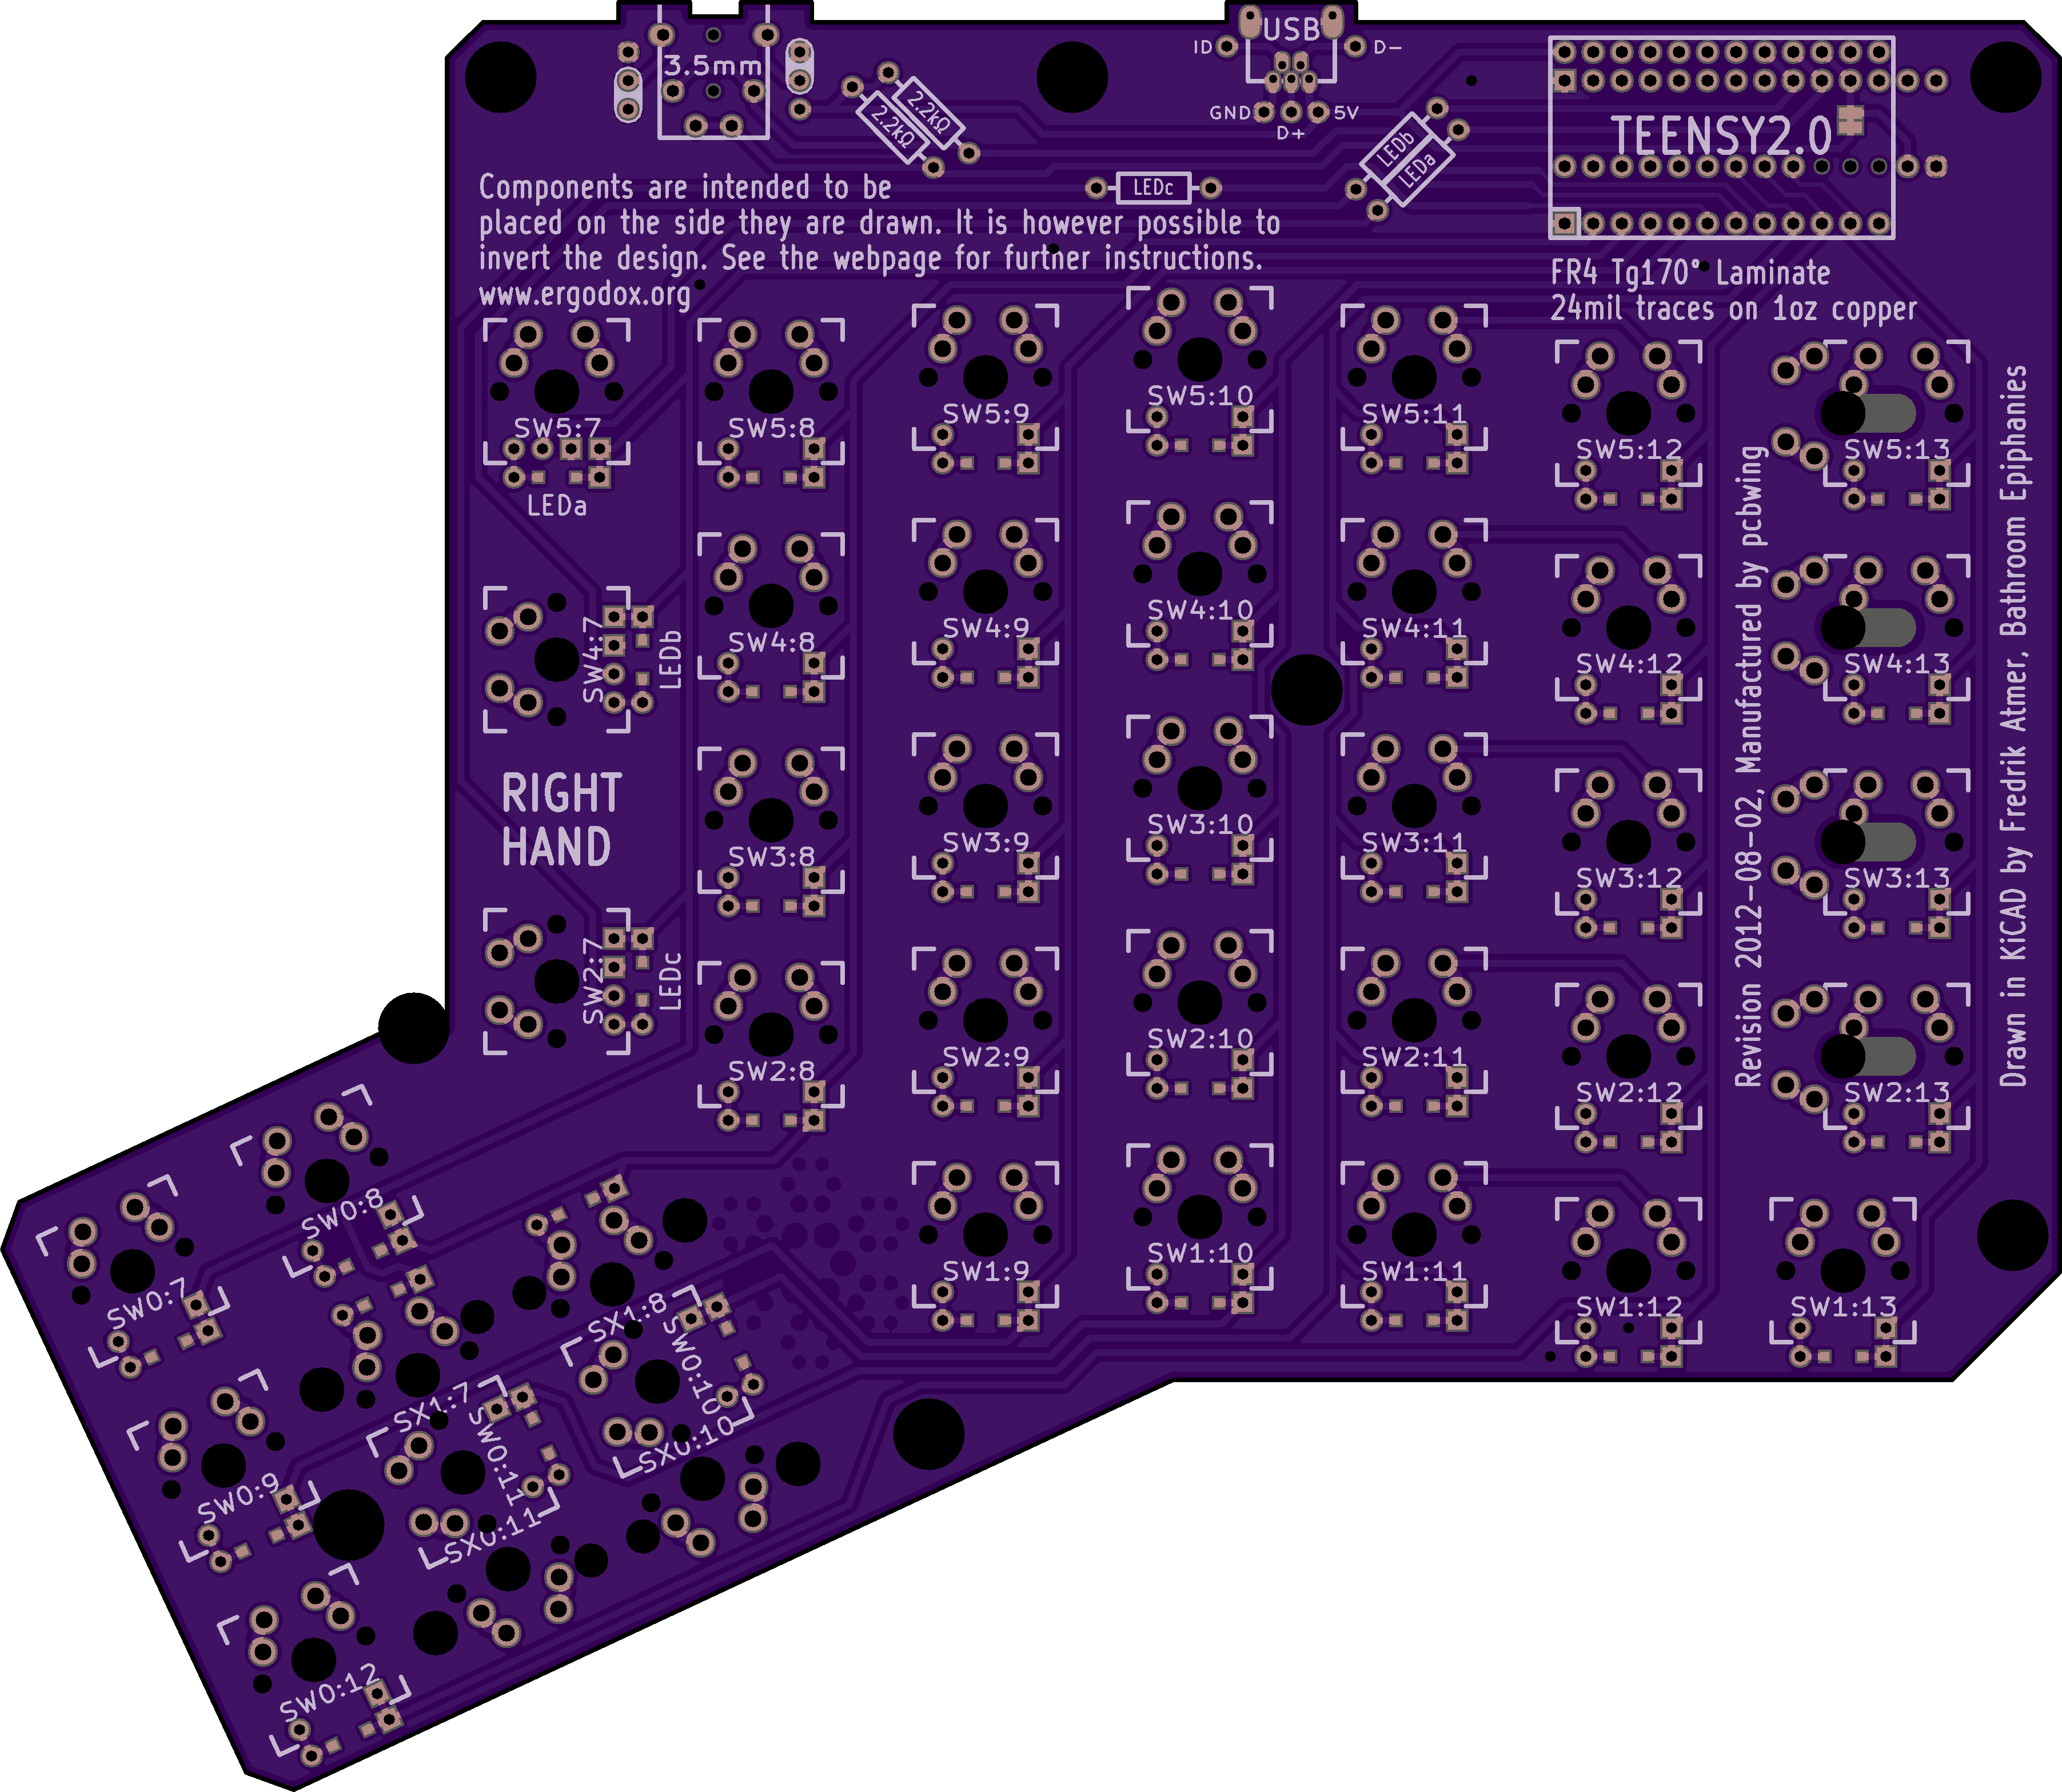 USB
ID
D-
3.5mm
2.2kΩ
2.2kΩ
GND
5V
D+
LEDb
LEDa
TEENSY2.0
LEDc
Components are intended to be
placed on the side they are drawn. It is however possible to
invert the design. See the webpage for further instructions.
www.ergodox.org
FR4 Tg170° Laminate
24mil traces on 1oz copper
SW5:7
SW5:8
SW5:9
SW5:10
SW5:11
SW5:12
SW5:13
LEDa
SW4:7
LEDb
SW4:8
SW4:9
SW4:10
SW4:11
SW4:12
SW4:13
RIGHT
HAND
SW3:8
SW3:9
SW3:10
SW3:11
SW3:12
SW3:13
SW2:7
LEDc
SW2:8
SW2:9
SW2:10
SW2:11
SW2:12
SW2:13
Revision 2012-08-02, Manufactured by pcbwing
Drawn in KiCAD by Fredrik Atmer, Bathroom Epiphanies
SW1:9
SW1:10
SW1:11
SW1:12
SW1:13
SW0:8
SW0:7
SX1:8
SW0:10
SX0:10
SX1:7
SW0:11
SX0:11
SW0:9
SW0:12